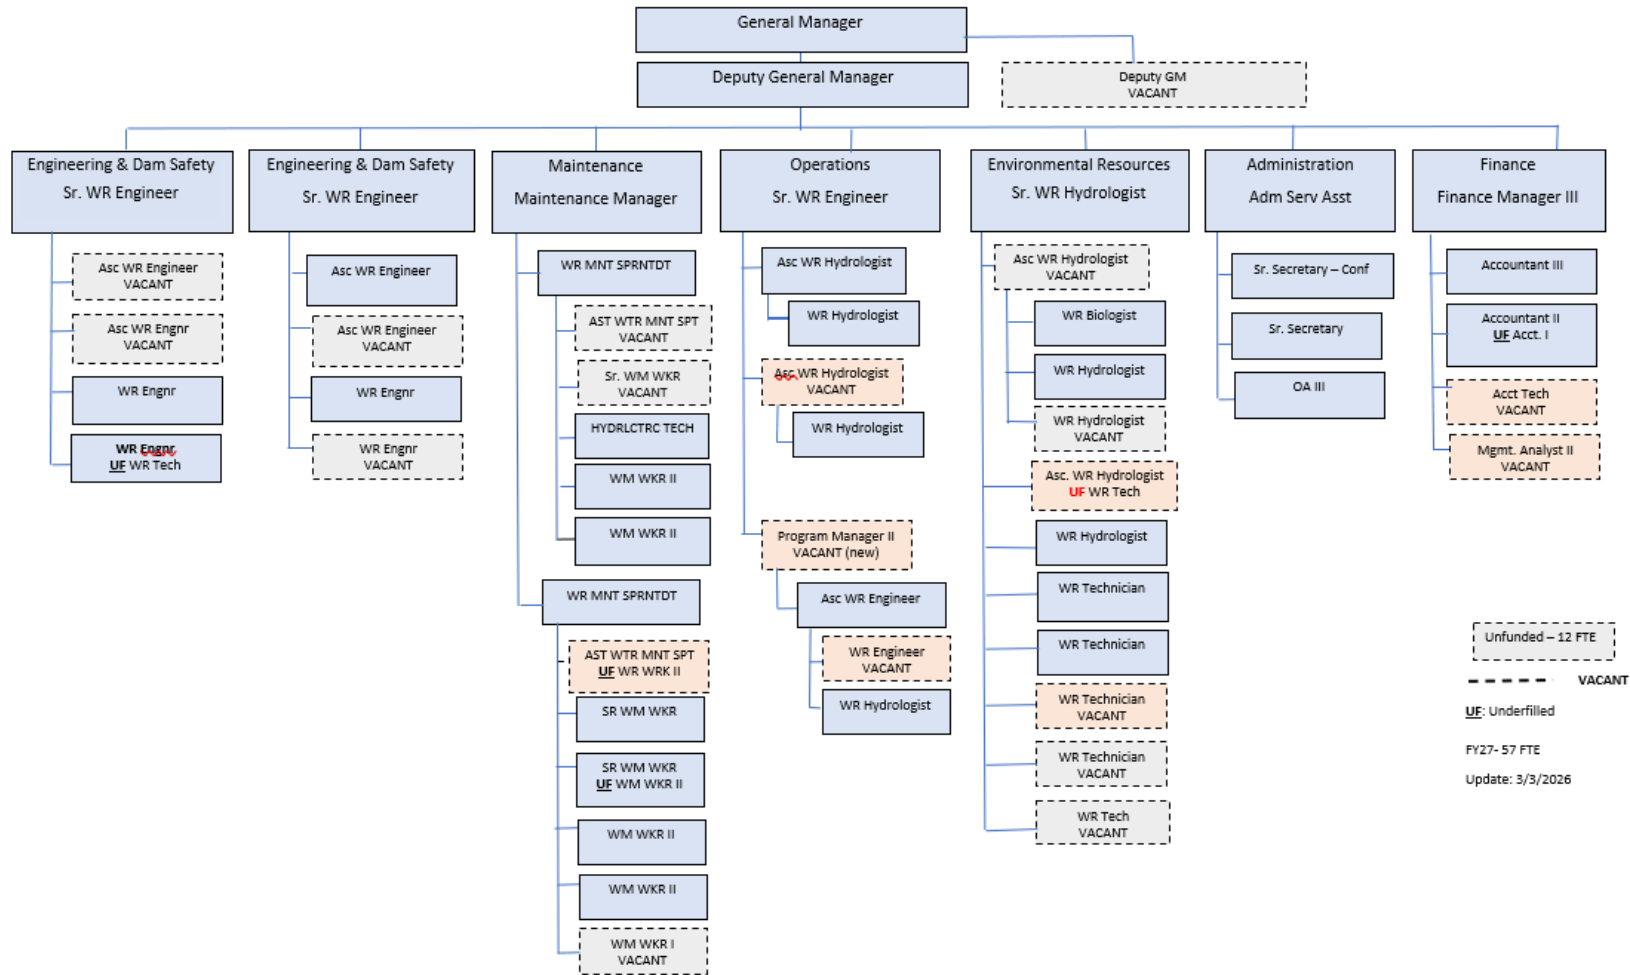 General Manager
Deputy General Manager
Deputy GM
VACANT
Engineering & Dam Safety
Sr. WR Engineer
Asc WR Engineer
VACANT
Asc WR Engnr
VACANT
WR Engnr
WR Engnr
UF WR Tech
Engineering & Dam Safety
Sr. WR Engineer
Asc WR Engineer
Asc WR Engineer
VACANT
WR Engnr
WR Engnr
VACANT
Maintenance
Maintenance Manager
WR MNT SPRNTDT
AST WTR MNT SPT
VACANT
Sr. WM WKR
VACANT
HYDRLCTRC TECH
WM WKR II
WM WKR II
WR MNT SPRNTDT
AST WTR MNT SPT
UF WR WRK II
SR WM WKR
SR WM WKR
UF WM WKR II
WM WKR II
WM WKR II
WM WKR I
VACANT
Operations
Sr. WR Engineer
Asc WR Hydrologist
WR Hydrologist
Asc WR Hydrologist
VACANT
WR Hydrologist
Program Manager II
VACANT (new)
Asc WR Engineer
WR Engineer
VACANT
WR Hydrologist
Environmental Resources
Sr. WR Hydrologist
Asc WR Hydrologist
VACANT
WR Biologist
WR Hydrologist
WR Hydrologist
VACANT
Asc. WR Hydrologist
UF WR Tech
WR Hydrologist
WR Technician
WR Technician
WR Technician
VACANT
WR Technician
VACANT
WR Tech
VACANT
Administration
Adm Serv Asst
Sr. Secretary – Conf
Sr. Secretary
OA III
Finance
Finance Manager III
Accountant III
Accountant II
UF Acct. I
Acct Tech
VACANT
Mgmt. Analyst II
VACANT
Unfunded – 12 FTE
VACANT
UF: Underfilled
FY27- 57 FTE
Update: 3/3/2026